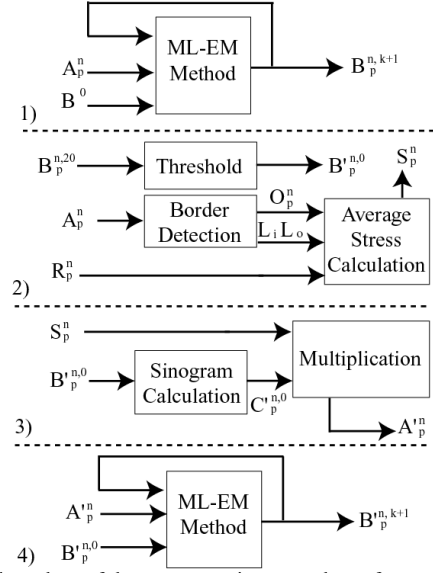 ML-EM
Method
A_p^n
B^0
B_p^{n,k+1}
1)
B_p^{n,20}
Threshold
B'_p^{n,0}
S_p^n
A_p^n
Border
Detection
O_p^n
L_i L_o
Average
Stress
Calculation
R_p^n
2)
S_p^n
B'_p^{n,0}
Sinogram
Calculation
C'_p^{n,0}
Multiplication
A'_p^n
3)
ML-EM
Method
A'_p^n
B'_p^{n,0}
B'_p^{n,k+1}
4)